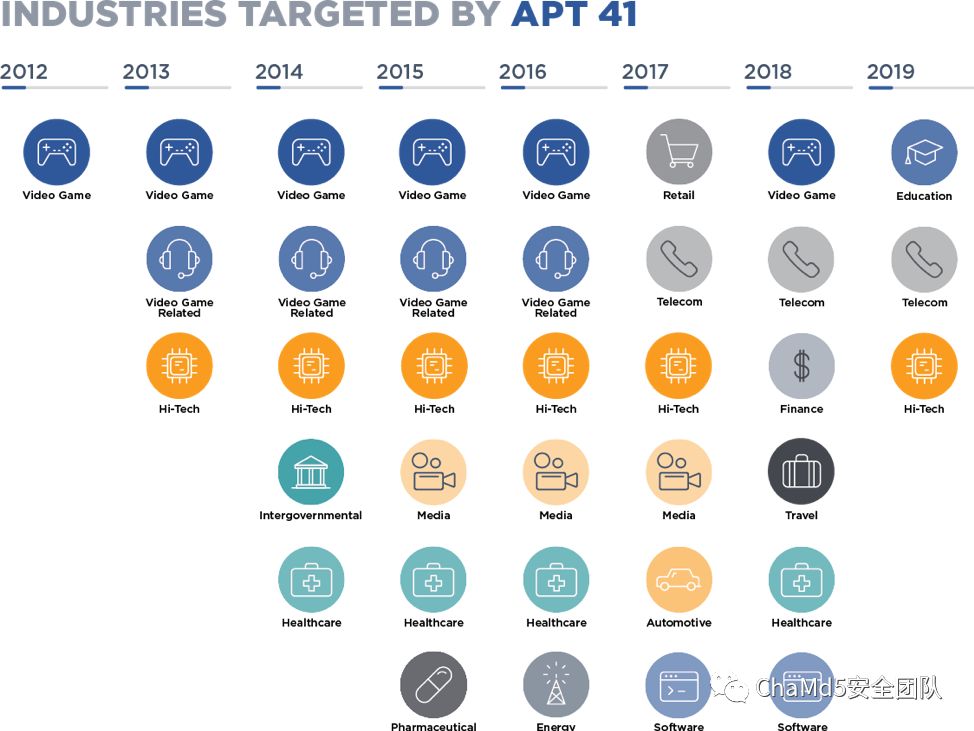 INDUSTRIES TARGETED BY APT 41
2012 2013 2014 2015 2016 2017 2018 2019
Video Game Video Game Video Game Video Game Video Game Retail Video Game Education
Video Game Video Game Video Game Video Game Telecom Telecom Telecom
Related Related Related Related
Hi-Tech Hi-Tech Hi-Tech Hi-Tech Hi-Tech Finance Hi-Tech
Intergovernmental Media Media Media Travel
Healthcare Healthcare Healthcare Automotive Healthcare
ChaMd5安全团队
Pharmaceutical Energy Software Software